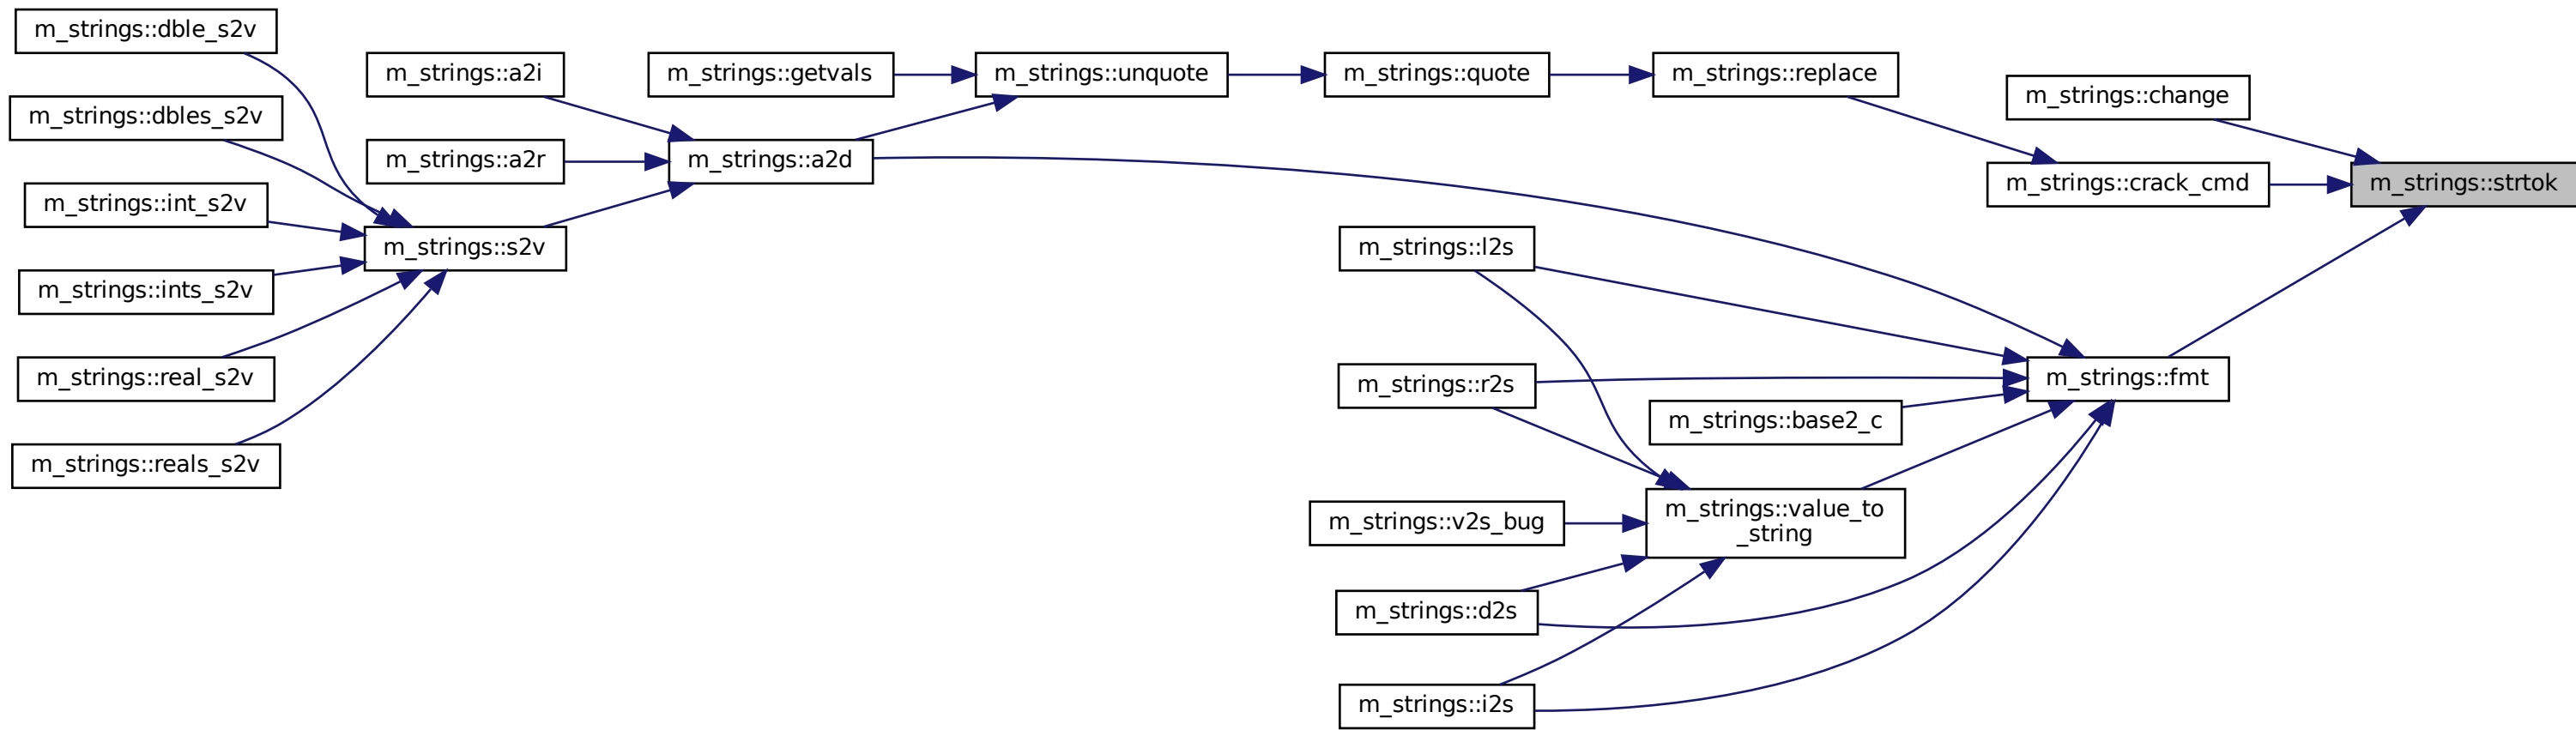 m_strings::dble_s2v
m_strings::dbles_s2v
m_strings::int_s2v
m_strings::ints_s2v
m_strings::real_s2v
m_strings::reals_s2v
m_strings::a2i
m_strings::a2r
m_strings::s2v
m_strings::getvals
m_strings::a2d
m_strings::unquote
m_strings::quote
m_strings::l2s
m_strings::r2s
m_strings::v2s_bug
m_strings::d2s
m_strings::i2s
m_strings::replace
m_strings::base2_c
m_strings::value_to
_string
m_strings::change
m_strings::crack_cmd
m_strings::fmt
m_strings::strtok